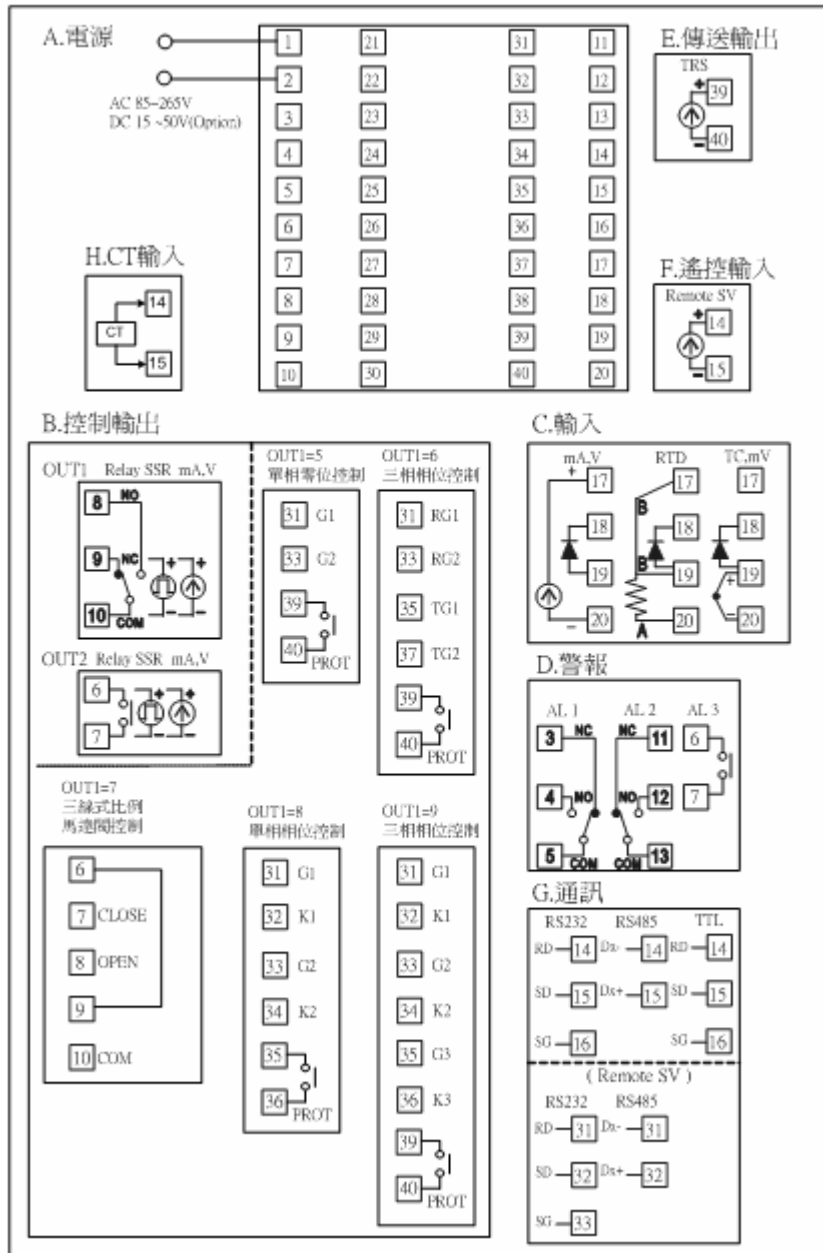 A.電源
AC 85~265V
DC 15 ~50V(Option)
1 21 31 11
2 22 32 12
3 23 33 13
4 24 34 14
5 25 35 15
6 26 36 16
7 27 37 17
8 28 38 18
9 29 39 19
10 30 40 20
E.傳送輸出
TRS
+ 39
− 40
H.CT輸入
14
CT
15
F.遙控輸入
Remote SV
+ 14
− 15
B.控制輸出
OUT1 Relay SSR mA,V
8 NO
9 NC + +
10 COM − −
OUT2 Relay SSR mA,V
6 + +
7 − −
OUT1=5
單相零位控制
31 G1
33 G2
39
40 PROT
OUT1=6
三相相位控制
31 RG1
33 RG2
35 TG1
37 TG2
39
40 PROT
OUT1=7
三線式比例
馬達閥控制
6
7 CLOSE
8 OPEN
9
10 COM
OUT1=8
單相相位控制
31 G1
32 K1
33 G2
34 K2
35
36 PROT
OUT1=9
三相相位控制
31 G1
32 K1
33 G2
34 K2
35 G3
36 K3
39
40 PROT
C.輸入
mA,V RTD TC,mV
+ 17 17 17
B
18 18 18
B
19 19 + 19
− 20 A 20 − 20
D.警報
AL 1 AL 2 AL 3
3 NC NC 11 6
4 NO NO 12 7
5 COM COM 13
G.通訊
RS232 RS485 TTL
RD 14 Dx- 14 RD 14
SD 15 Dx+ 15 SD 15
SG 16 SG 16
( Remote SV )
RS232 RS485
RD 31 Dx- 31
SD 32 Dx+ 32
SG 33